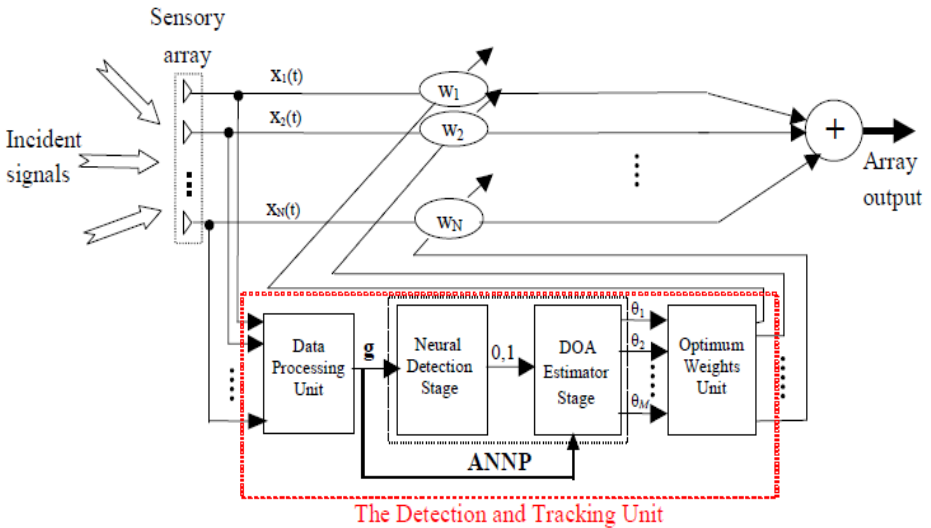 Sensory
array
X1(t)
X2(t)
XN(t)
W1
W2
WN
Incident
signals
+
Array
output
Data
Processing
Unit
g
Neural
Detection
Stage
0,1
DOA
Estimator
Stage
θ1
θ2
θM
Optimum
Weights
Unit
ANNP
The Detection and Tracking Unit